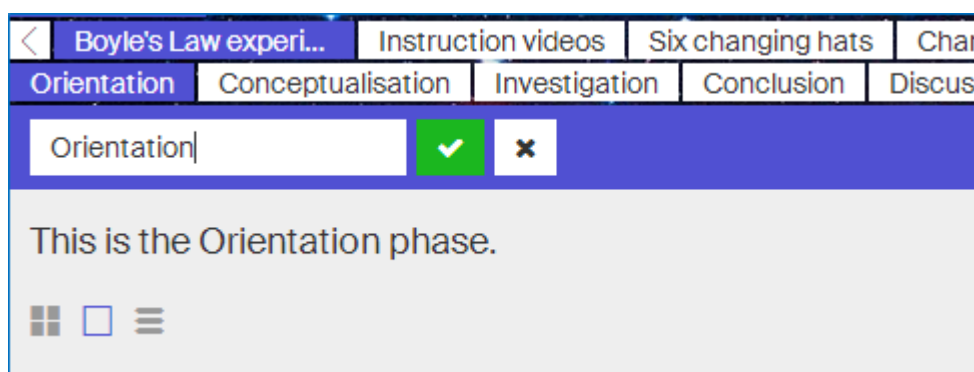 Boyle's Law experi... Instruction videos Six changing hats Char
Orientation Conceptualisation Investigation Conclusion Discus
Orientation
This is the Orientation phase.